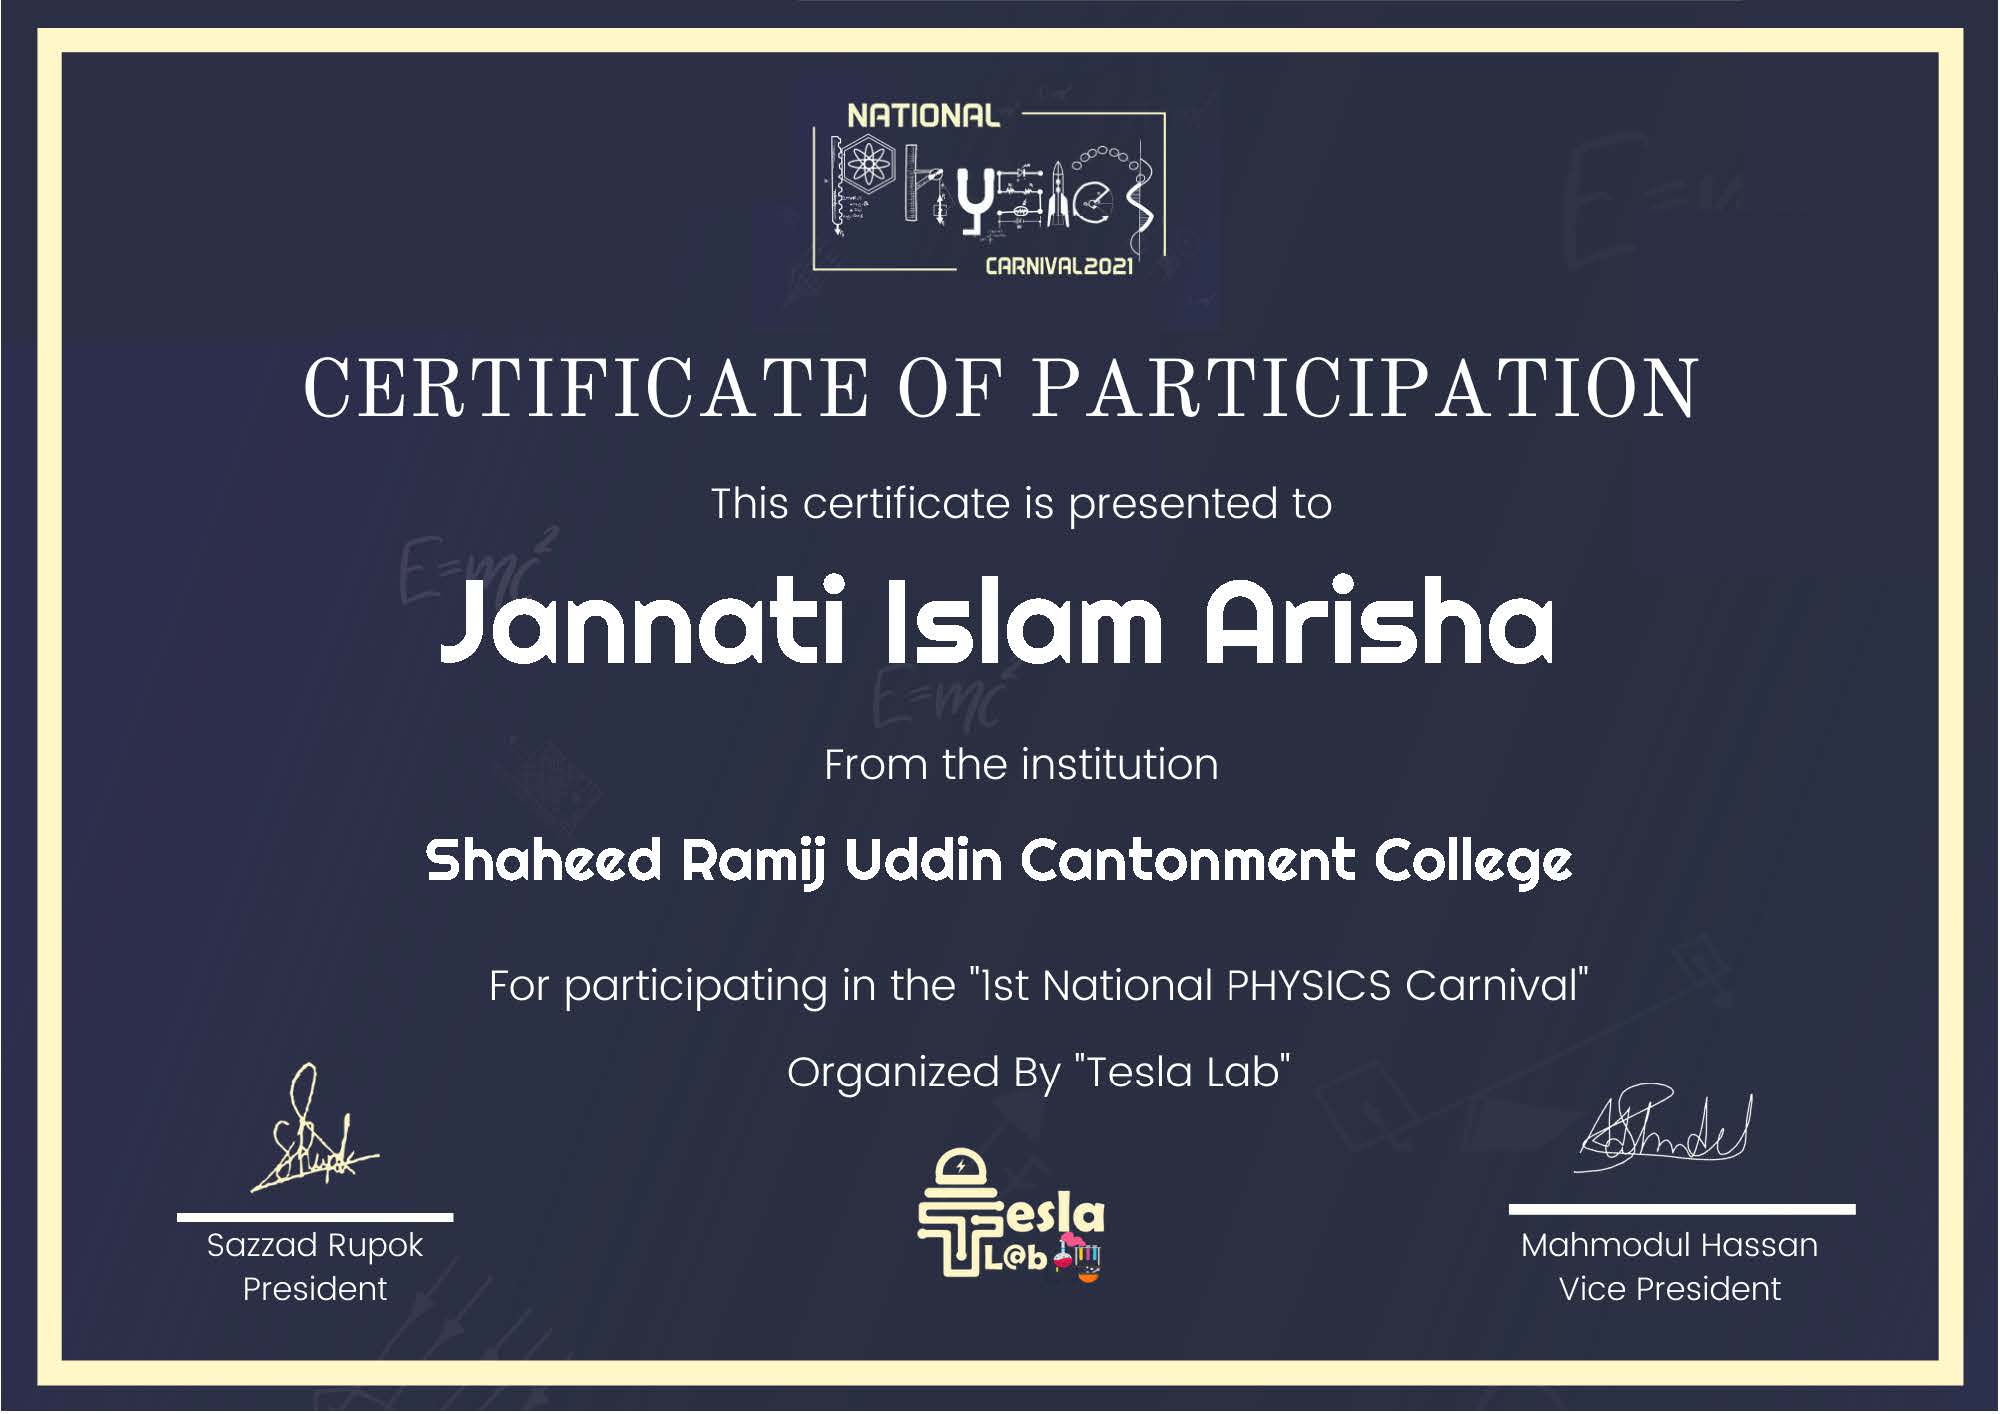 NATIONAL
Physics
CARNIVAL2021
CERTIFICATE OF PARTICIPATION
This certificate is presented to
E=mc²
Jannati Islam Arisha
E=mc²
From the institution
Shaheed Ramij Uddin Cantonment College
For participating in the "1st National PHYSICS Carnival"
Organized By "Tesla Lab"
Tesla
L@b
Sazzad Rupok
President
Mahmodul Hassan
Vice President